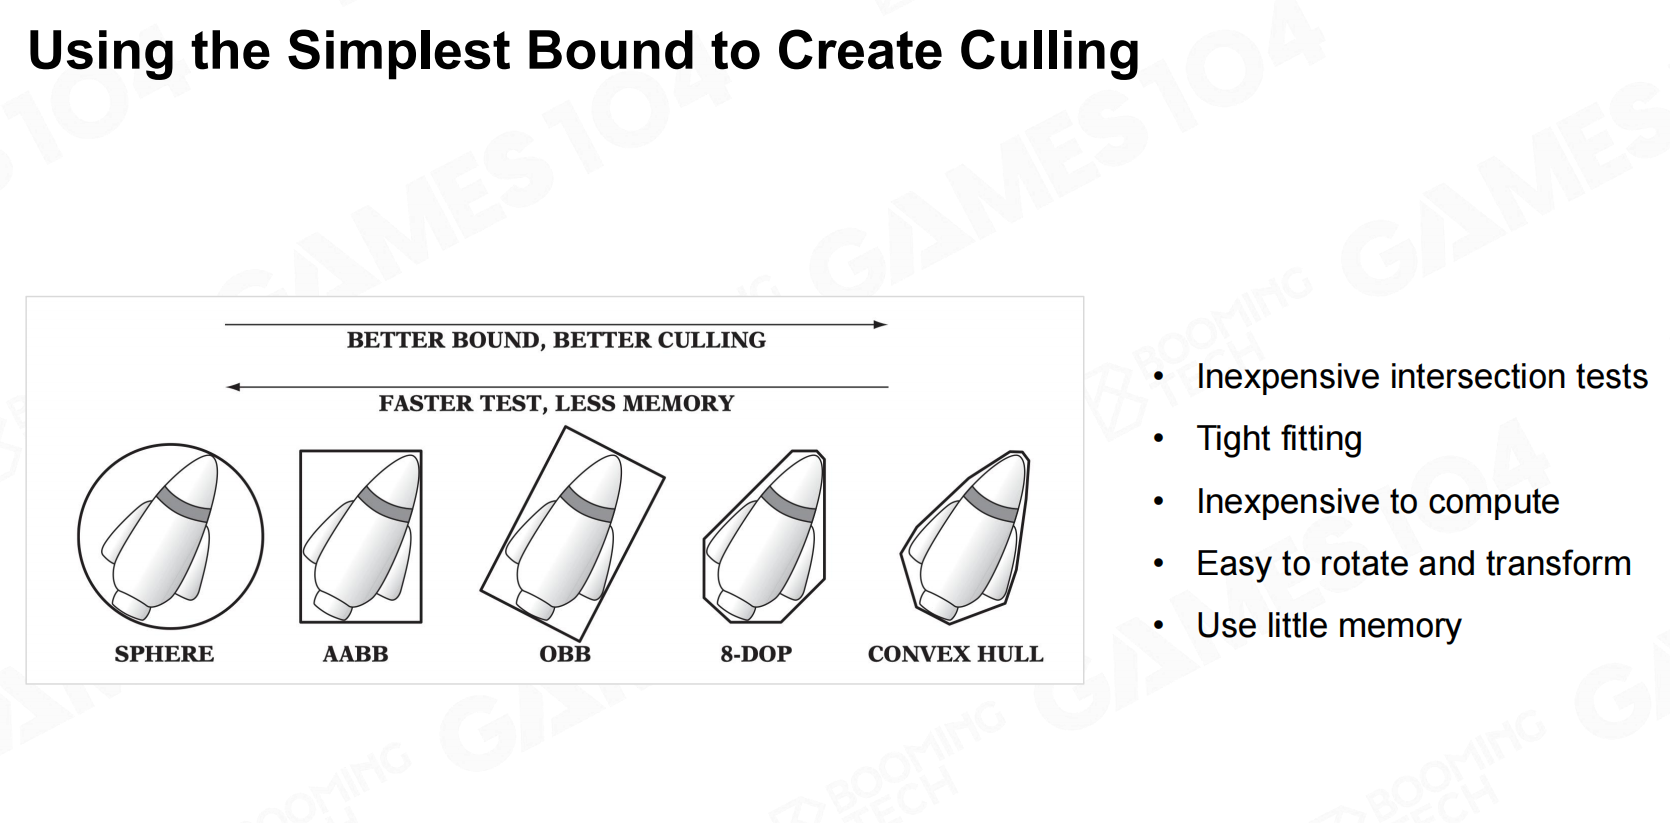 Using the Simplest Bound to Create Culling
BETTER BOUND, BETTER CULLING
FASTER TEST, LESS MEMORY
SPHERE
AABB
OBB
8-DOP
CONVEX HULL
• Inexpensive intersection tests
• Tight fitting
• Inexpensive to compute
• Easy to rotate and transform
• Use little memory
GAMES104
BOOMING TECH